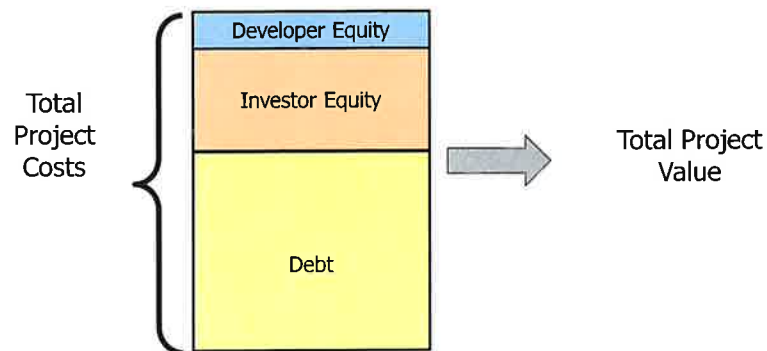 Developer Equity
Investor Equity
Total
Project
Costs
Total Project
Value
Debt